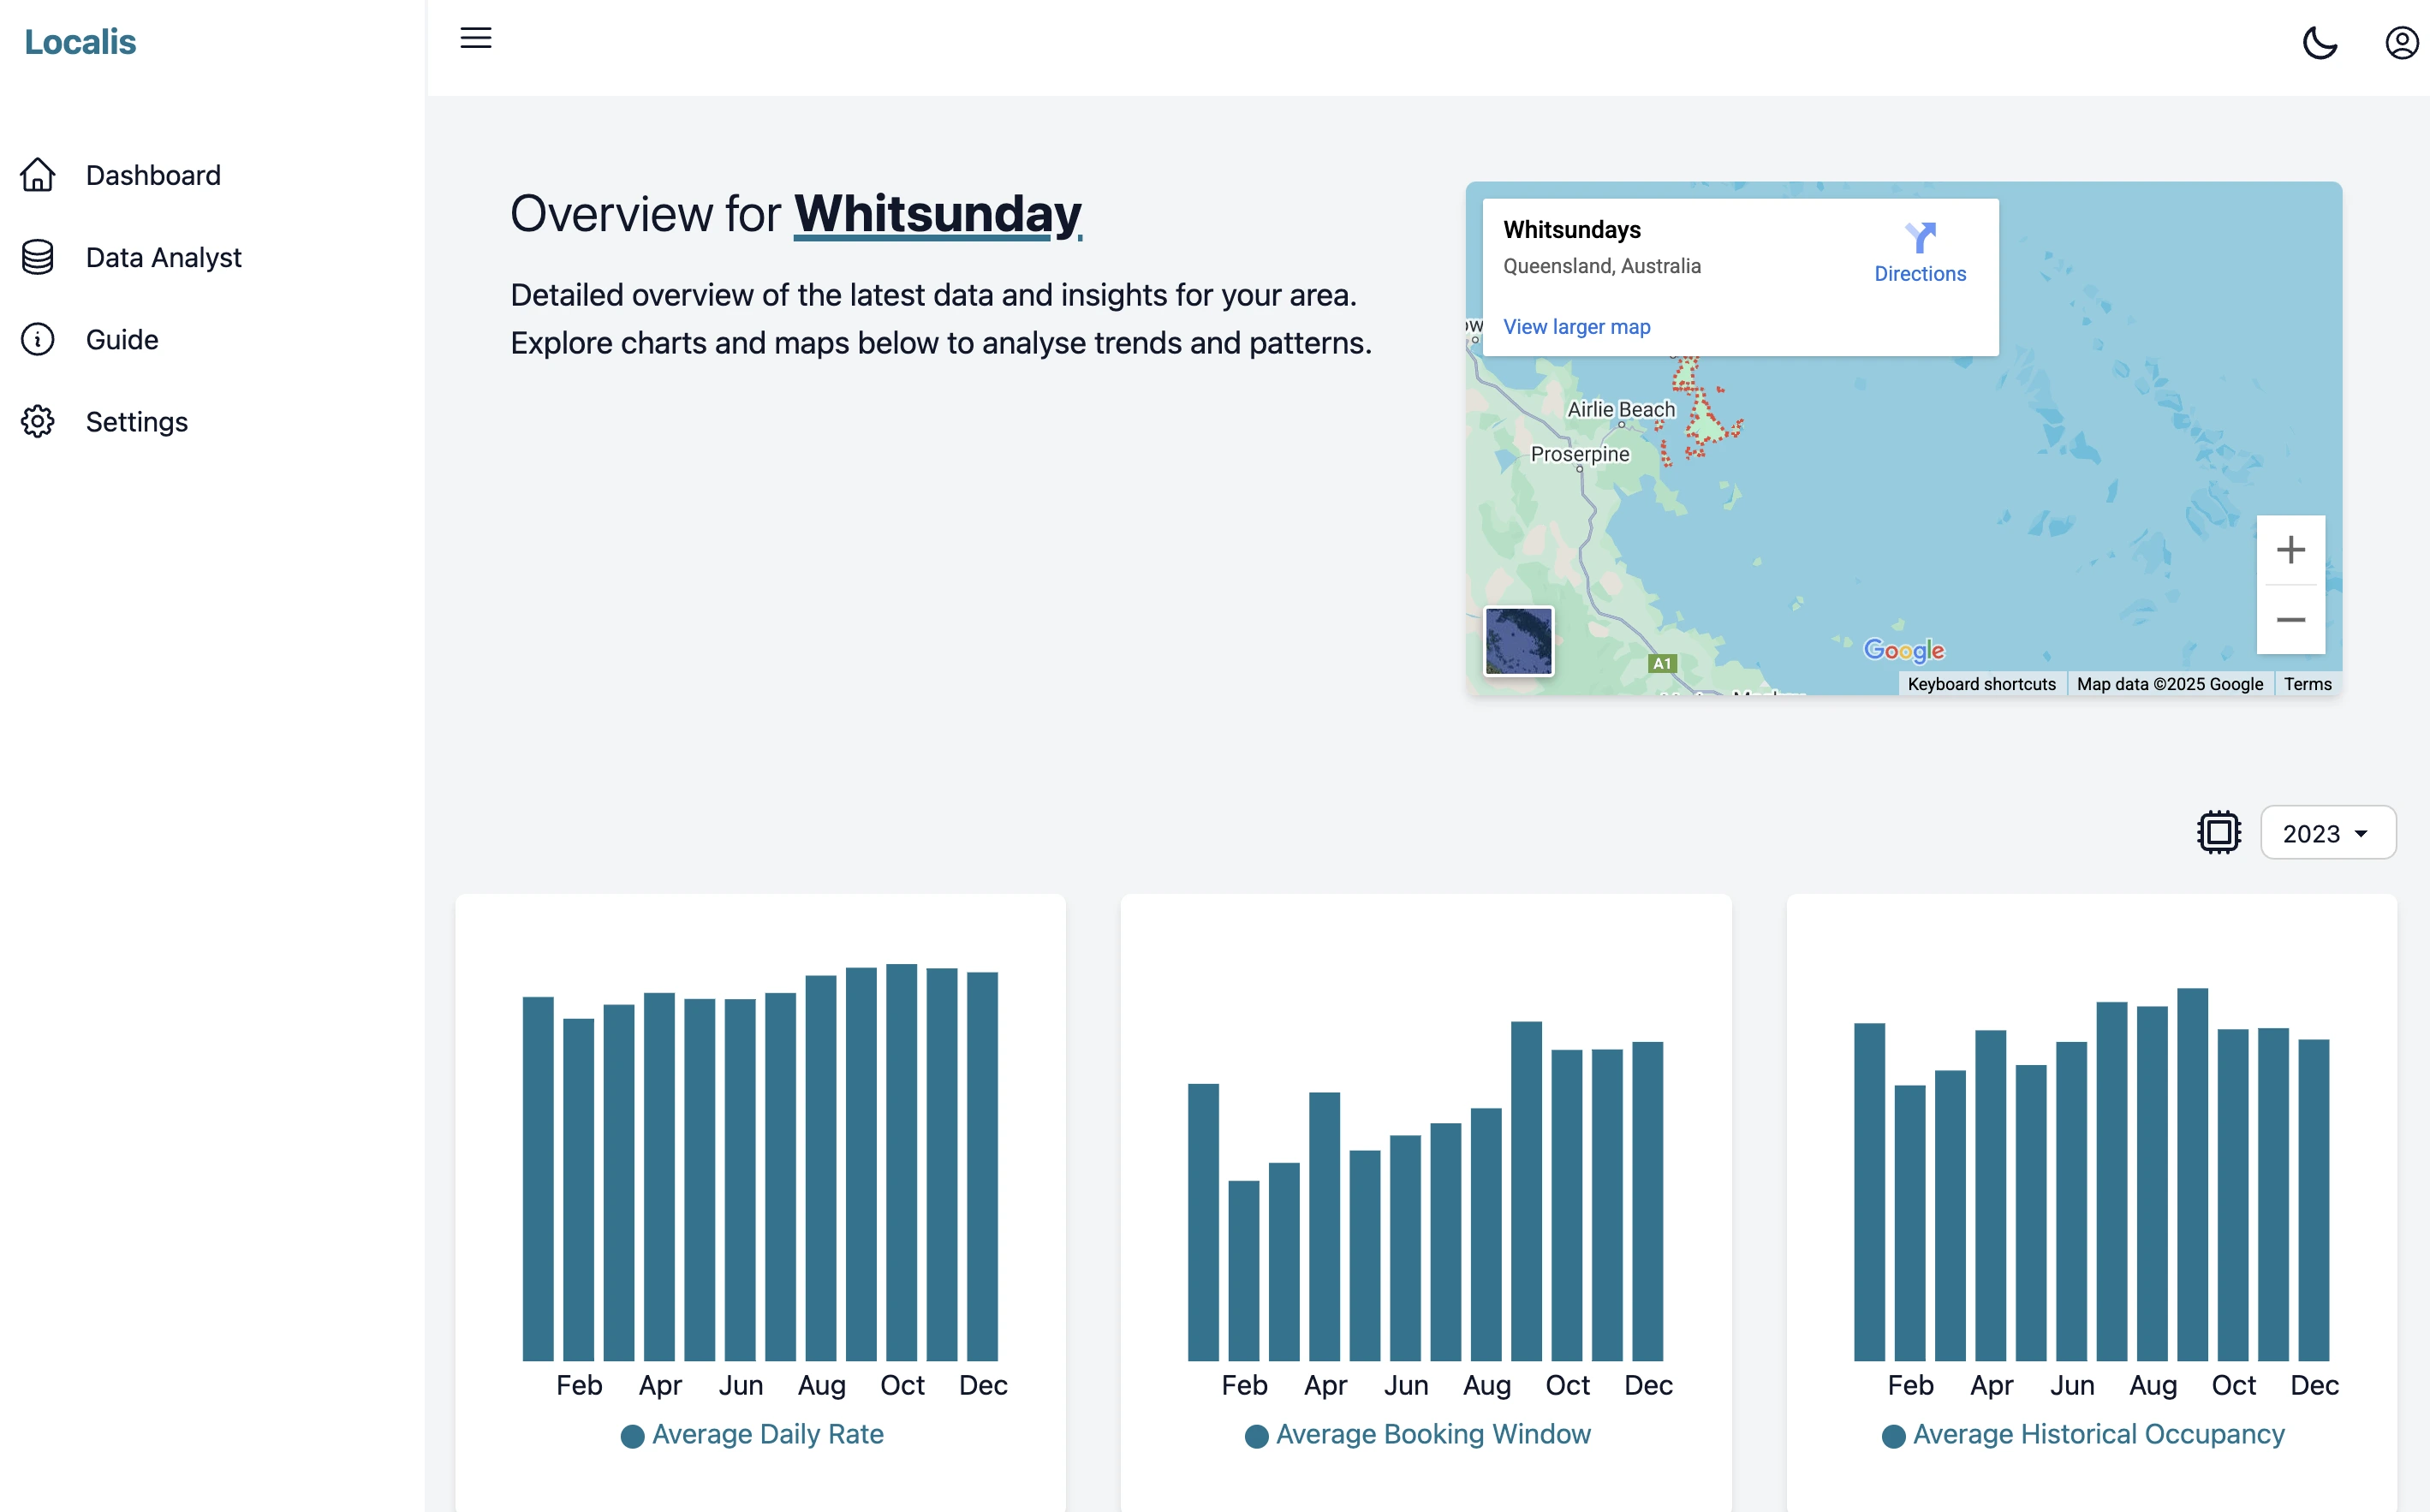 Localis
Dashboard
Data Analyst
Guide
Settings
Overview for Whitsunday
Detailed overview of the latest data and insights for your area.
Explore charts and maps below to analyse trends and patterns.
Whitsundays
Queensland, Australia
Directions
View larger map
Airlie Beach
Proserpine
A1
Google
Keyboard shortcuts
Map data ©2025 Google
Terms
2023
Feb Apr Jun Aug Oct Dec
Average Daily Rate
Feb Apr Jun Aug Oct Dec
Average Booking Window
Feb Apr Jun Aug Oct Dec
Average Historical Occupancy